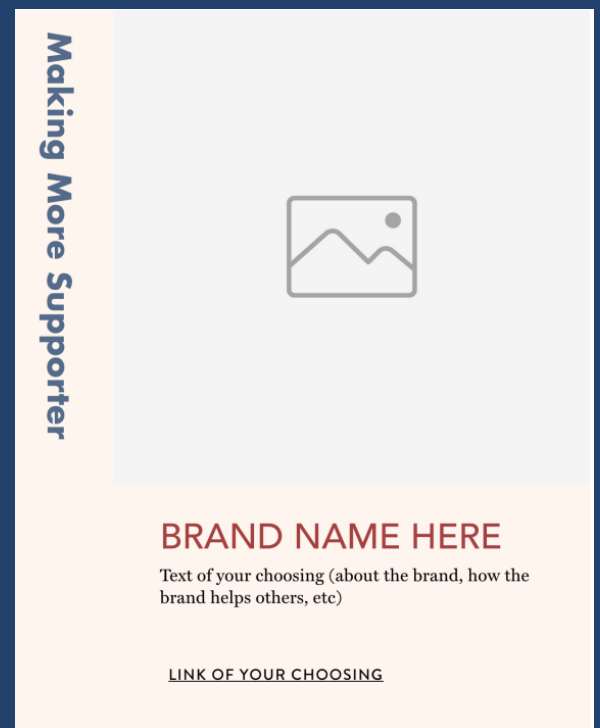 Making More Supporter
BRAND NAME HERE
Text of your choosing (about the brand, how the
brand helps others, etc)
LINK OF YOUR CHOOSING